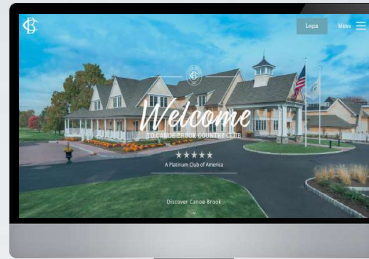 Login
Menu
Welcome
TO CANOE BROOK COUNTRY CLUB
A Platinum Club of America
Discover Canoe Brook